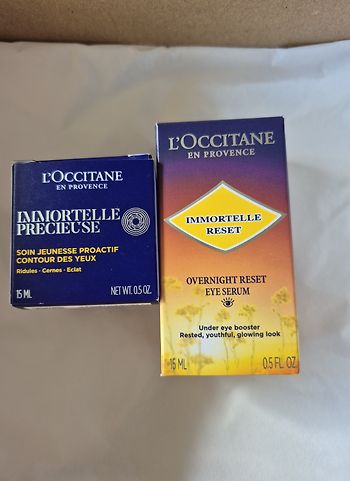 L'OCCITANE
EN PROVENCE
IMMORTELLE
PRECIEUSE
SOIN JEUNESSE PROACTIF
CONTOUR DES YEUX
Ridules · Cernes · Eclat
15 ML NET WT. 0.5 OZ.
L'OCCITANE
EN PROVENCE
IMMORTELLE
RESET
OVERNIGHT RESET
EYE SERUM
Under eye booster
Rested, youthful, glowing look
15 ML 0.5 FL. OZ